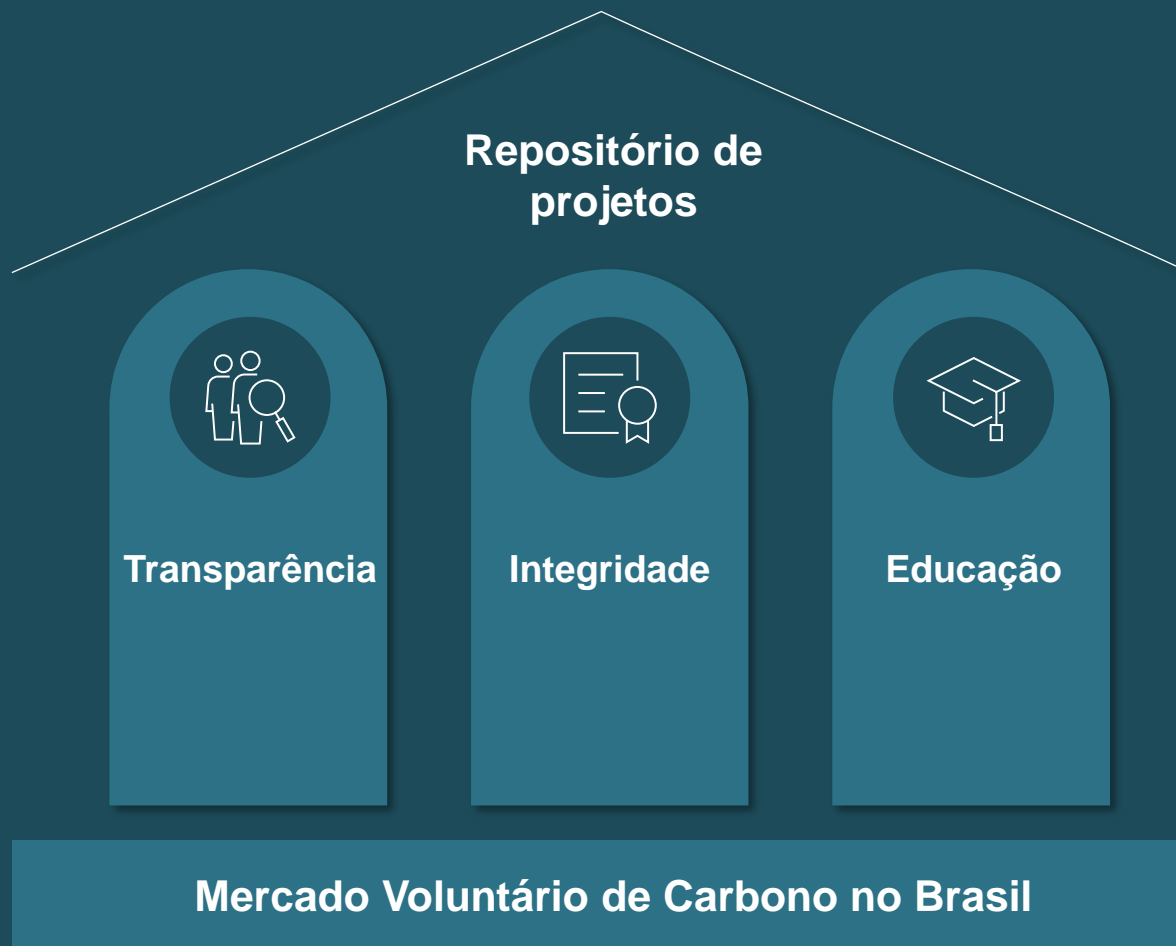 Repositório de
projetos
Transparência
Integridade
Educação
Mercado Voluntário de Carbono no Brasil